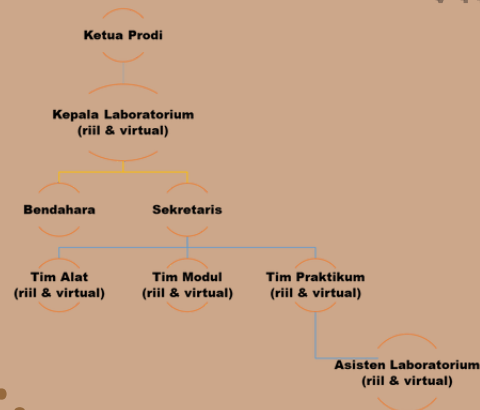 Ketua Prodi
Kepala Laboratorium
(riil & virtual)
Bendahara
Sekretaris
Tim Alat
(riil & virtual)
Tim Modul
(riil & virtual)
Tim Praktikum
(riil & virtual)
Asisten Laboratorium
(riil & virtual)